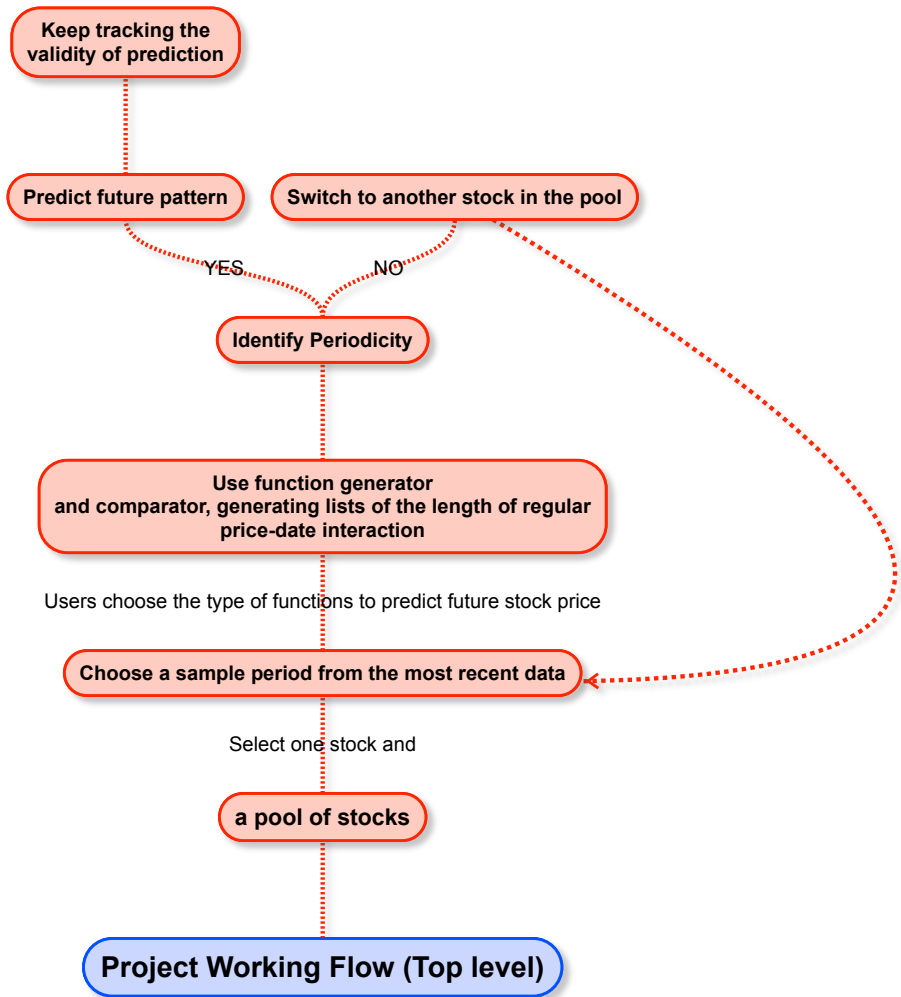 Keep tracking the
validity of prediction
Predict future pattern
Switch to another stock in the pool
YES
NO
Identify Periodicity
Use function generator
and comparator, generating lists of the length of regular
price-date interaction
Users choose the type of functions to predict future stock price
Choose a sample period from the most recent data
Select one stock and
a pool of stocks
Project Working Flow (Top level)